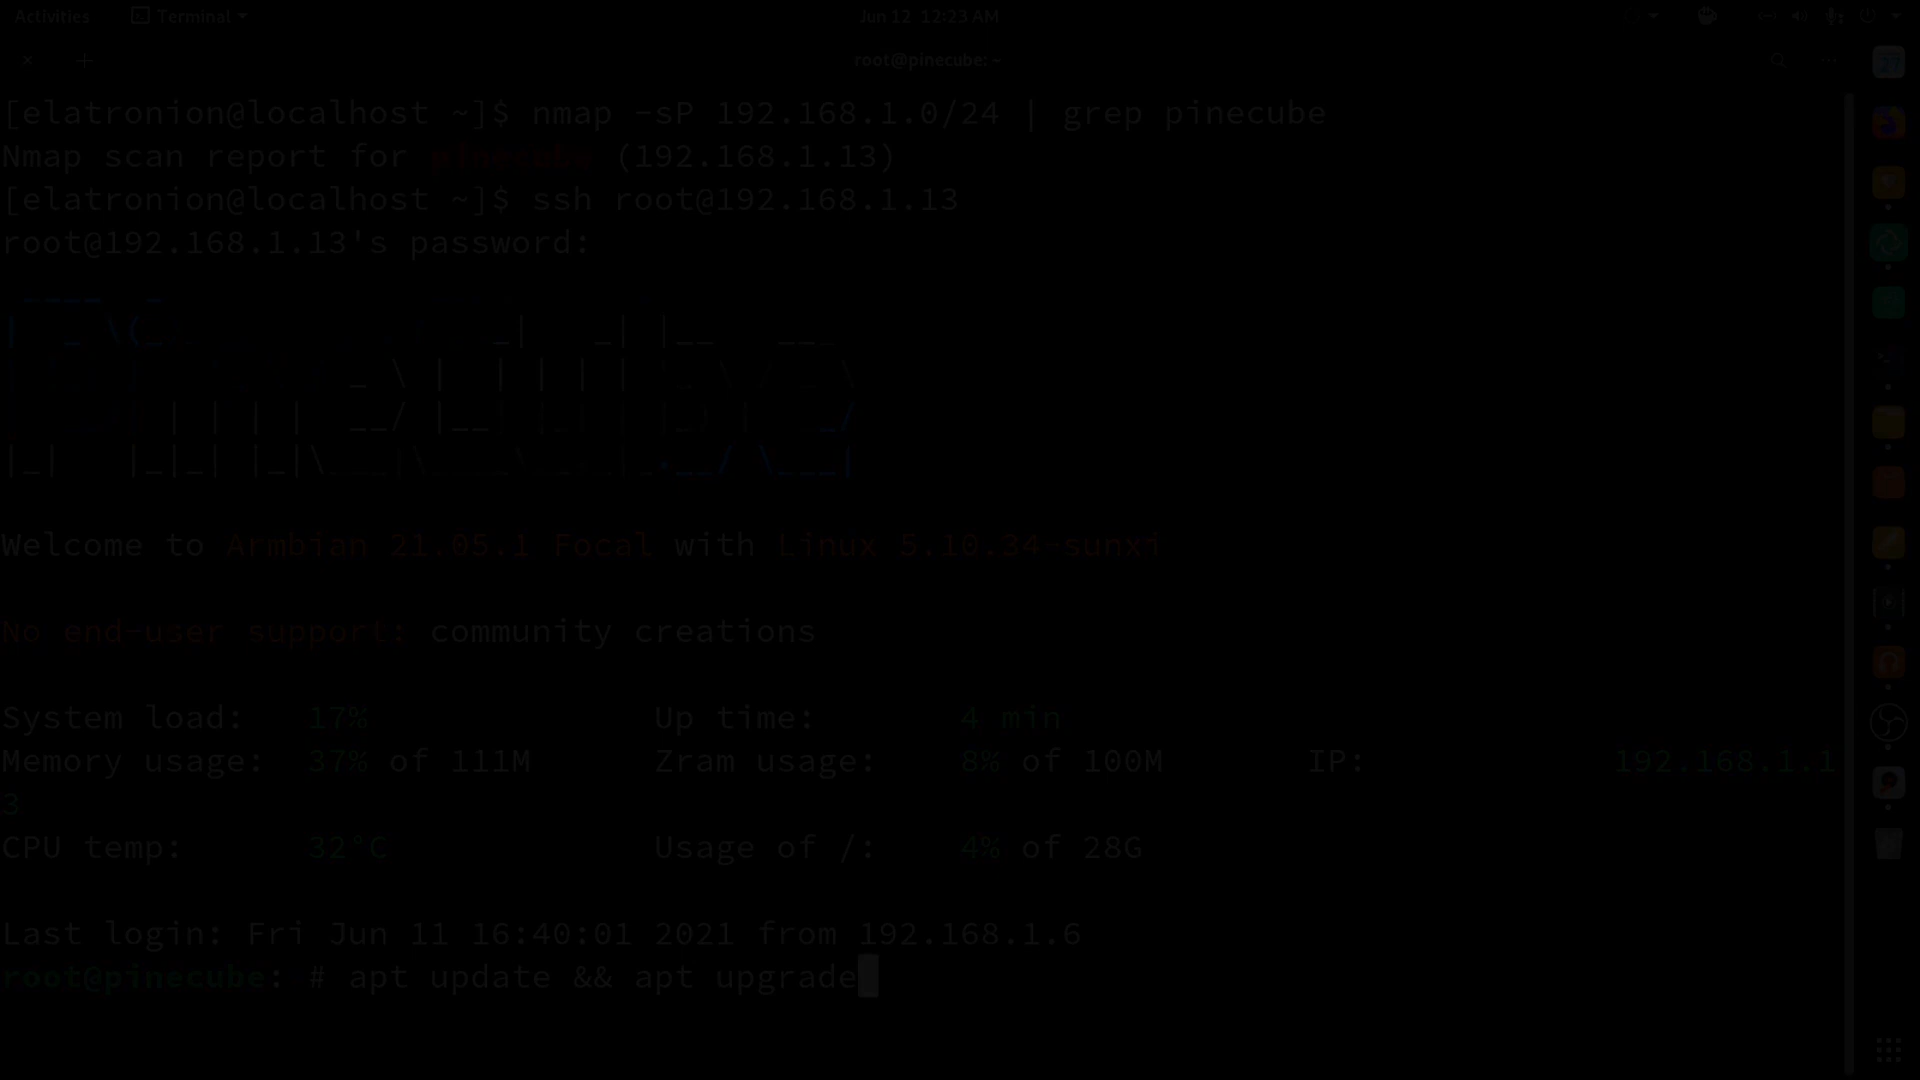 Activities Terminal Jun 12 12:23 AM
root@pinecube: ~
27
[elatronion@localhost ~]$ nmap -sP 192.168.1.0/24 | grep pinecube
Nmap scan report for pinecube (192.168.1.13)
[elatronion@localhost ~]$ ssh root@192.168.1.13
root@192.168.1.13's password:
Welcome to Armbian 21.05.1 Focal with Linux 5.10.34-sunxi
No end-user support: community creations
System load: 17% Up time: 4 min
Memory usage: 37% of 111M Zram usage: 8% of 100M IP: 192.168.1.1
3
CPU temp: 32°C Usage of /: 4% of 28G
Last login: Fri Jun 11 16:40:01 2021 from 192.168.1.6
root@pinecube: # apt update && apt upgrade